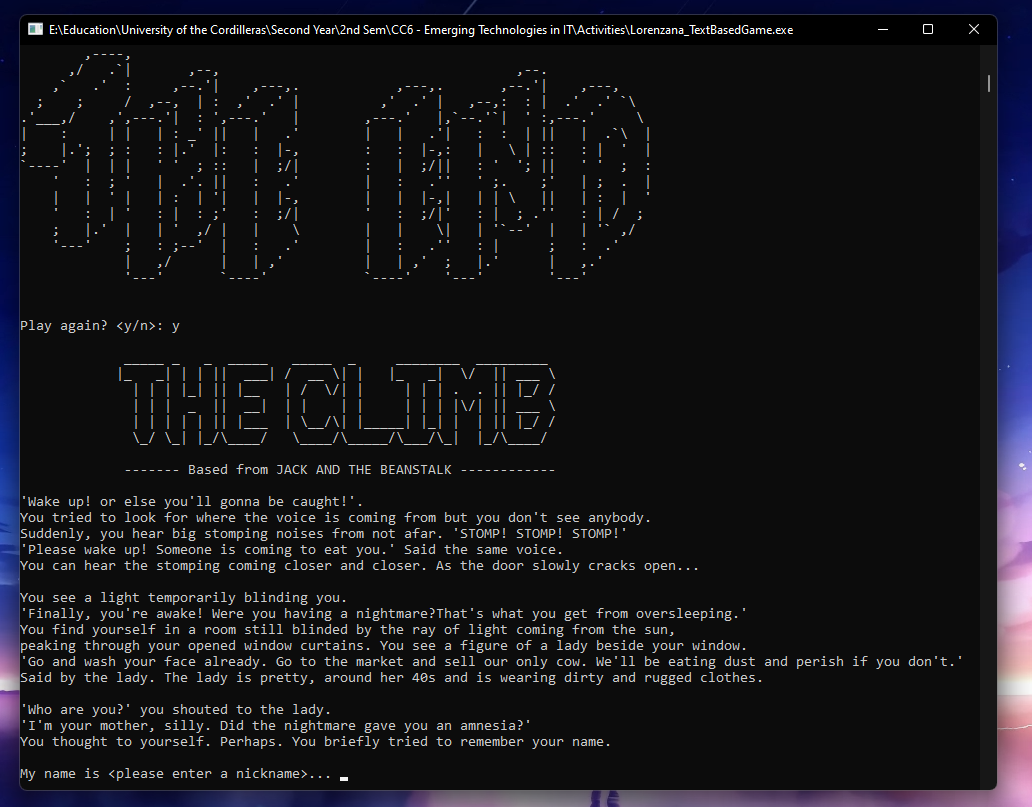 E:\Education\University of the Cordilleras\Second Year\2nd Sem\CC6 - Emerging Technologies in IT\Activities\Lorenzana_TextBasedGame.exe
THE END
Play again? <y/n>: y
THE CLIMB
------- Based from JACK AND THE BEANSTALK ------------
'Wake up! or else you'll gonna be caught!'.
You tried to look for where the voice is coming from but you don't see anybody.
Suddenly, you hear big stomping noises from not afar. 'STOMP! STOMP! STOMP!'
'Please wake up! Someone is coming to eat you.' Said the same voice.
You can hear the stomping coming closer and closer. As the door slowly cracks open...
You see a light temporarily blinding you.
'Finally, you're awake! Were you having a nightmare?That's what you get from oversleeping.'
You find yourself in a room still blinded by the ray of light coming from the sun,
peaking through your opened window curtains. You see a figure of a lady beside your window.
'Go and wash your face already. Go to the market and sell our only cow. We'll be eating dust and perish if you don't.'
Said by the lady. The lady is pretty, around her 40s and is wearing dirty and rugged clothes.
'Who are you?' you shouted to the lady.
'I'm your mother, silly. Did the nightmare gave you an amnesia?'
You thought to yourself. Perhaps. You briefly tried to remember your name.
My name is <please enter a nickname>...